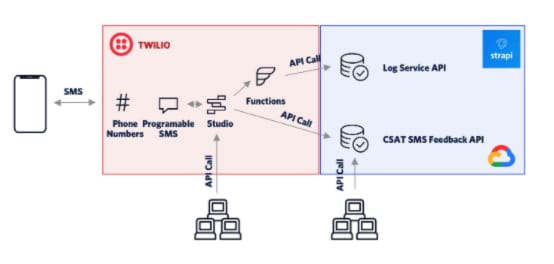 TWILIO
strapi
SMS
API Call
Log Service API
Functions
#
Phone
Numbers
Programable
SMS
Studio
API Call
CSAT SMS Feedback API
API Call
API Call